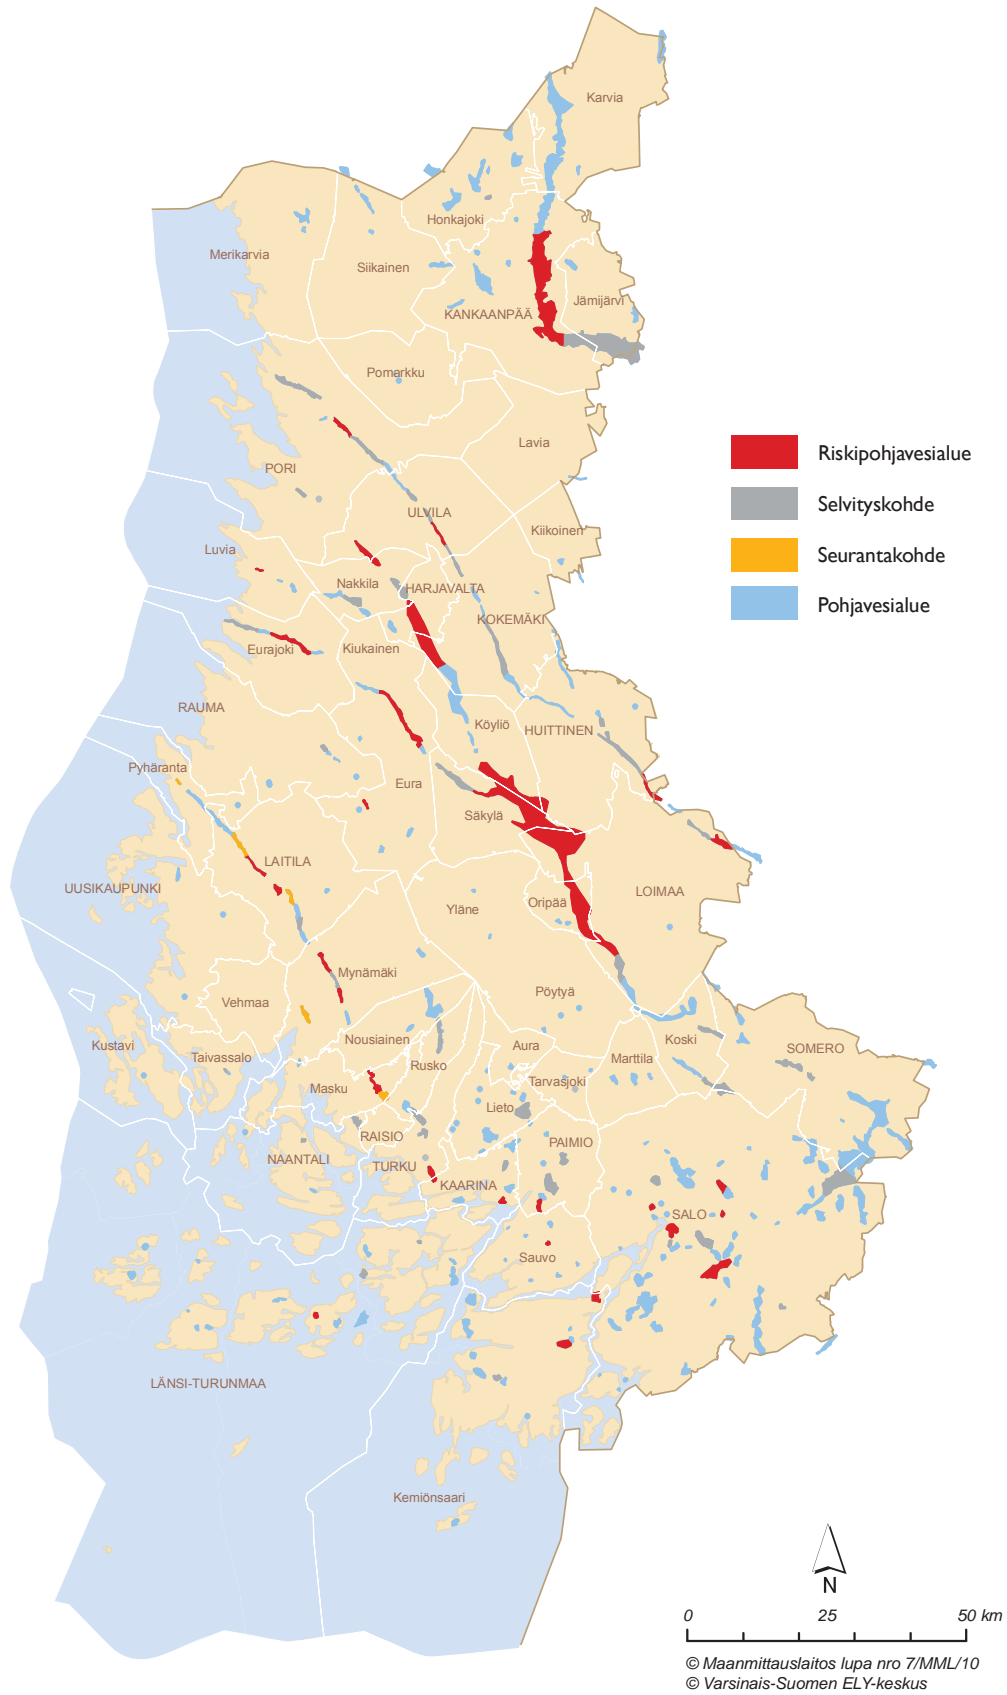 Karvia
Honkajoki
Merikarvia
Siikainen
Jämijärvi
KANKAANPÄÄ
Pomarkku
Lavia
PORI
ULVILA
Kiikoinen
Luvia
Nakkila
HARJAVALTA
KOKEMÄKI
Eurajoki
Kiukainen
RAUMA
Köyliö
HUITTINEN
Pyhäranta
Eura
Säkylä
LAITILA
UUSIKAUPUNKI
LOIMAA
Yläne
Oripää
Mynämäki
Pöytyä
Vehmaa
Kustavi
Taivassalo
Nousiainen
Rusko
Aura
Koski
Marttila
SOMERO
Masku
Tarvasjoki
Lieto
RAISIO
PAIMIO
NAANTALI
TURKU
KAARINA
SALO
Sauvo
LÄNSI-TURUNMAA
Kemiönsaari
Riskipohjavesialue
Selvityskohde
Seurantakohde
Pohjavesialue
N
0 25 50 km
© Maanmittauslaitos lupa nro 7/MML/10
© Varsinais-Suomen ELY-keskus